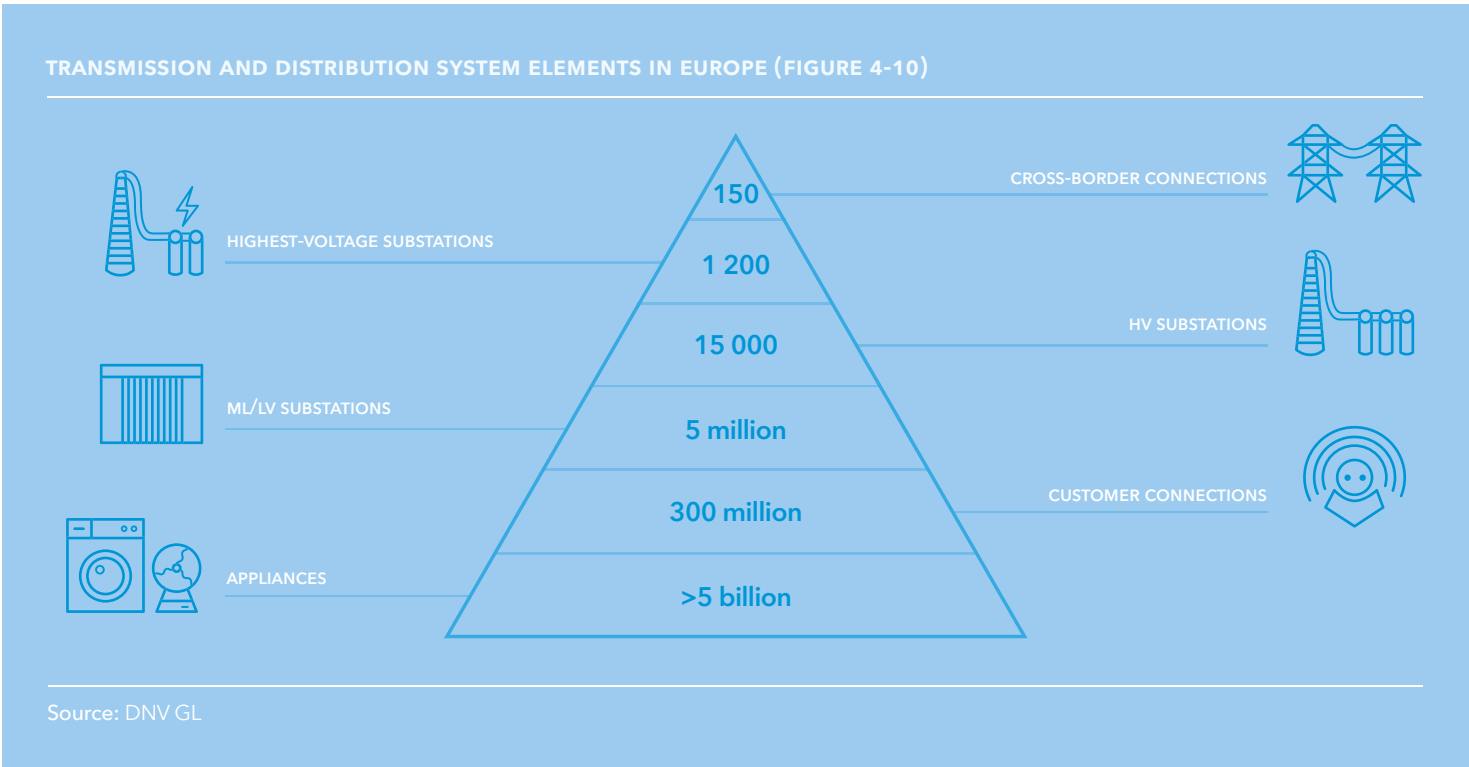 TRANSMISSION AND DISTRIBUTION SYSTEM ELEMENTS IN EUROPE (FIGURE 4-10)
150
CROSS-BORDER CONNECTIONS
HIGHEST-VOLTAGE SUBSTATIONS
1 200
HV SUBSTATIONS
15 000
ML/LV SUBSTATIONS
5 million
CUSTOMER CONNECTIONS
300 million
APPLIANCES
>5 billion
Source: DNV GL